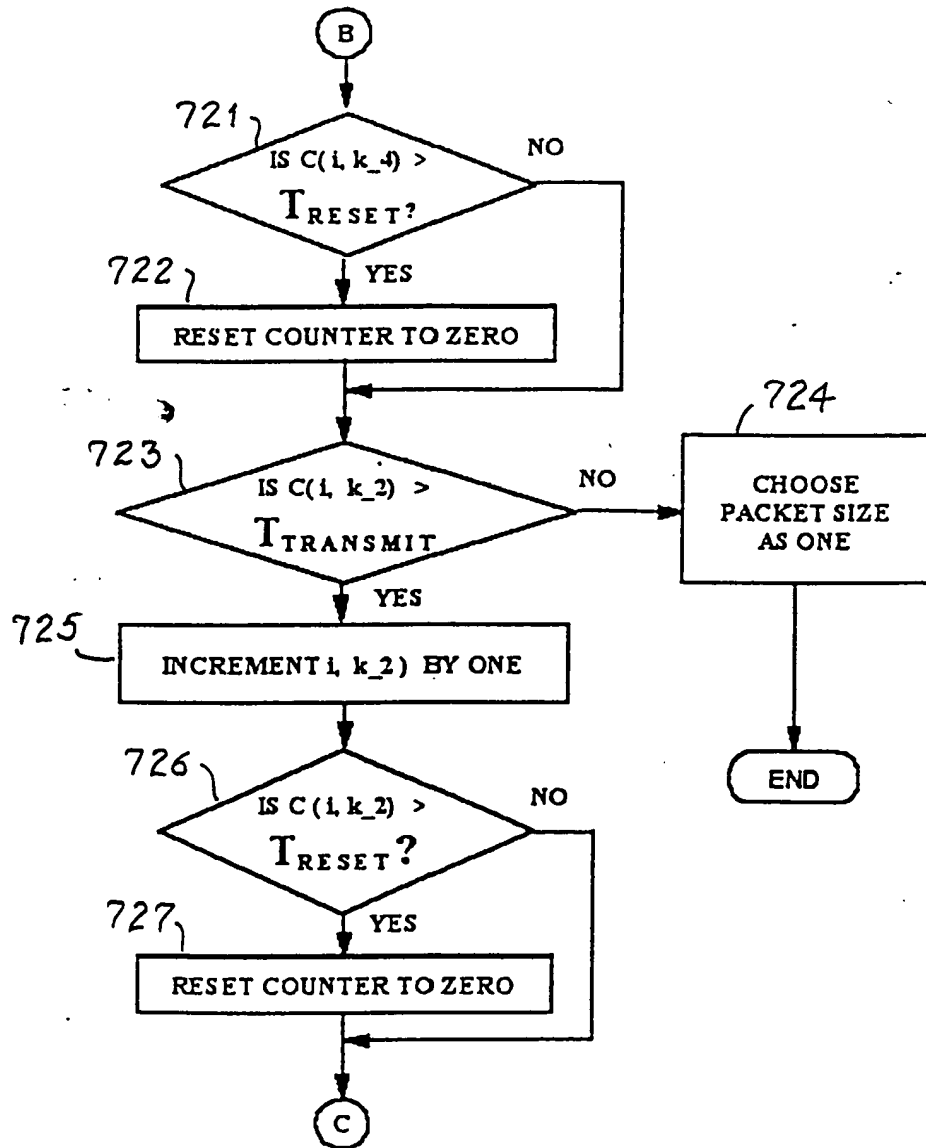 B
721
IS C(i, k_4) >
TRESET?
NO
YES
722
RESET COUNTER TO ZERO
723
IS C(i, k_2) >
TTRANSMIT
NO
724
CHOOSE
PACKET SIZE
AS ONE
YES
725
INCREMENT i, k_2) BY ONE
END
726
IS C(i, k_2) >
TRESET?
NO
YES
727
RESET COUNTER TO ZERO
C